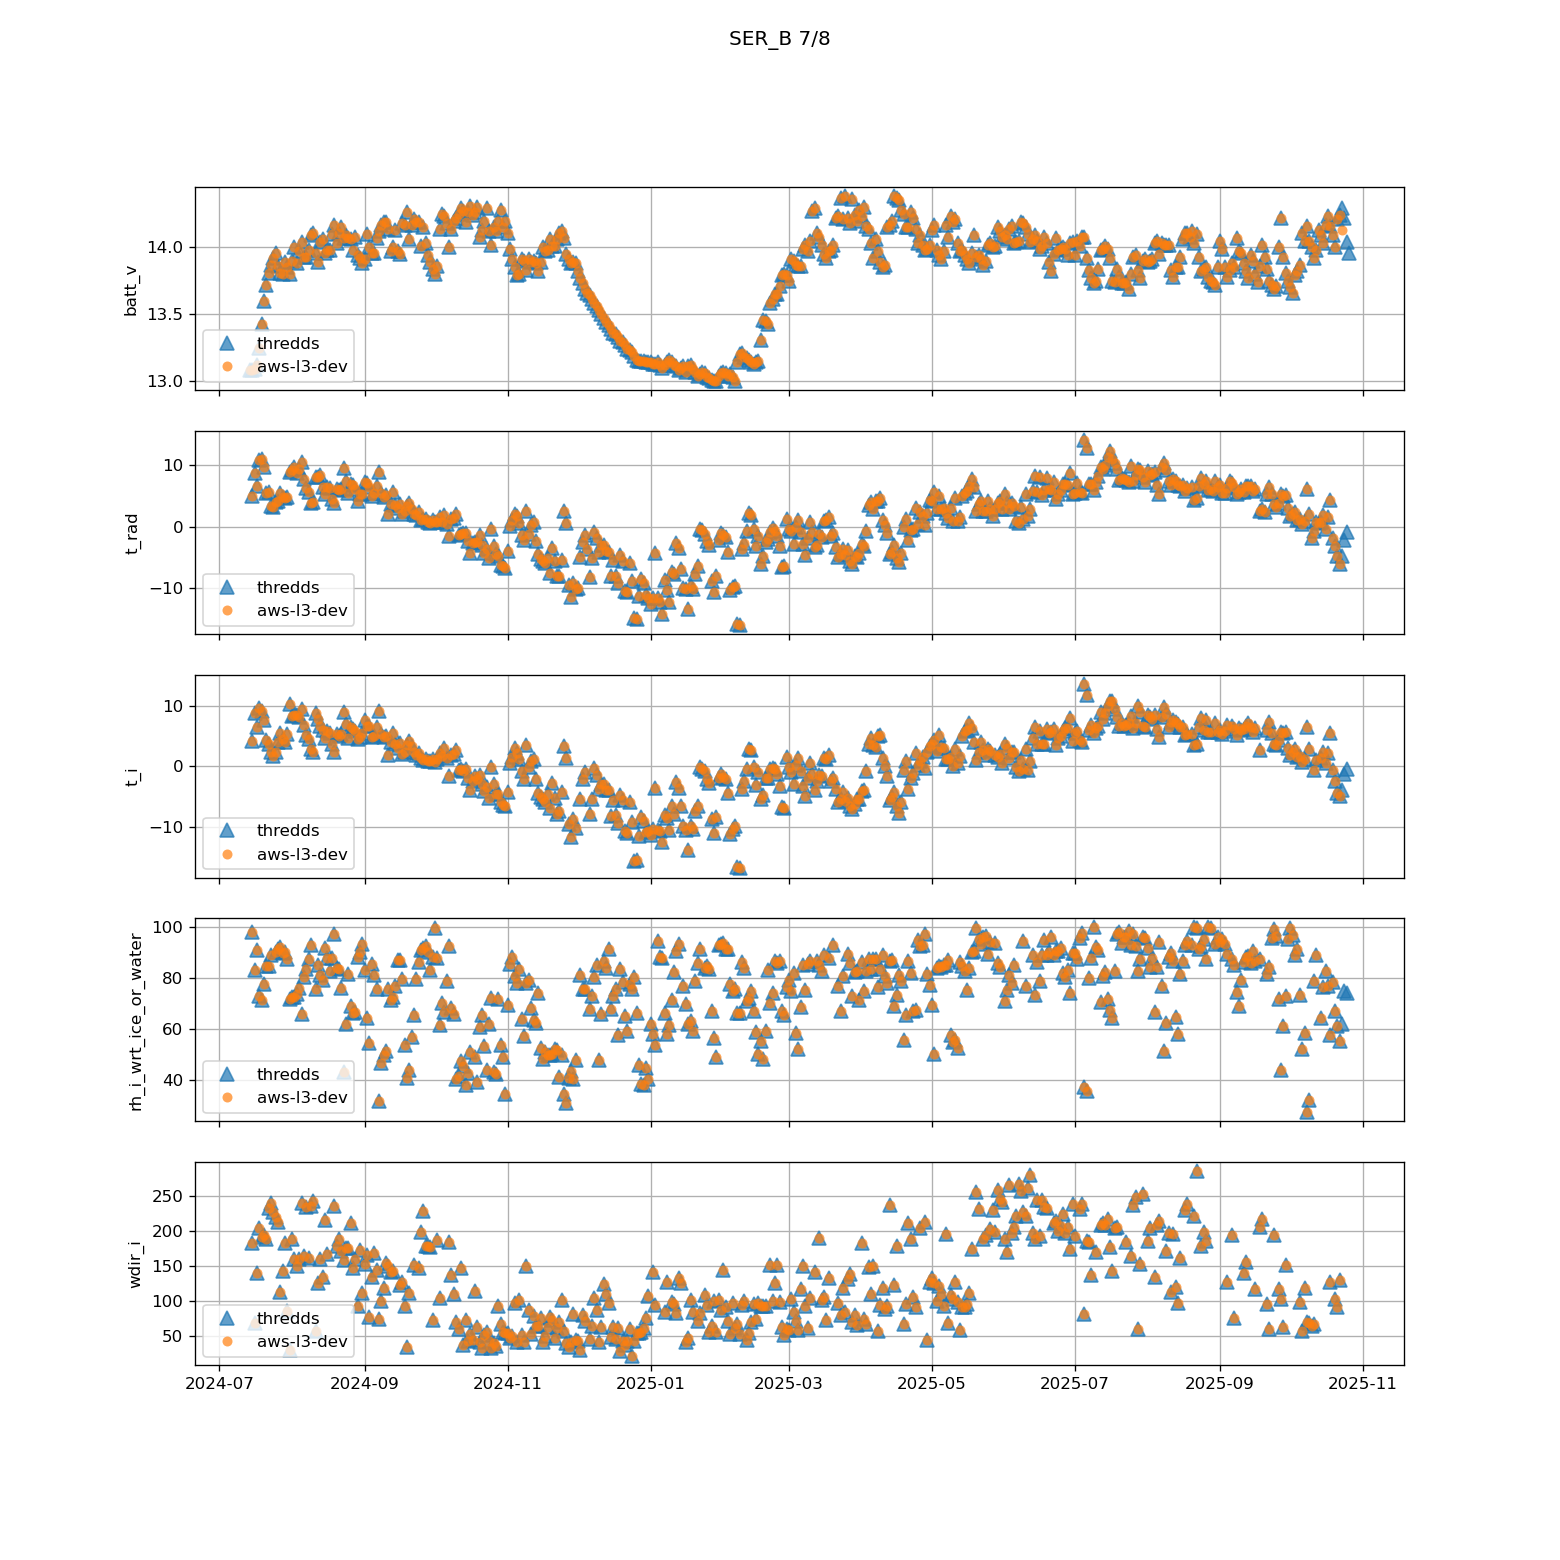 SER_B 7/8
14.0
13.5
13.0
batt_v
thredds
aws-l3-dev
10
0
−10
t_rad
thredds
aws-l3-dev
10
0
−10
t_i
thredds
aws-l3-dev
100
80
60
40
rh_i_wrt_ice_or_water
thredds
aws-l3-dev
250
200
150
100
50
wdir_i
thredds
aws-l3-dev
2024-07 2024-09 2024-11 2025-01 2025-03 2025-05 2025-07 2025-09 2025-11